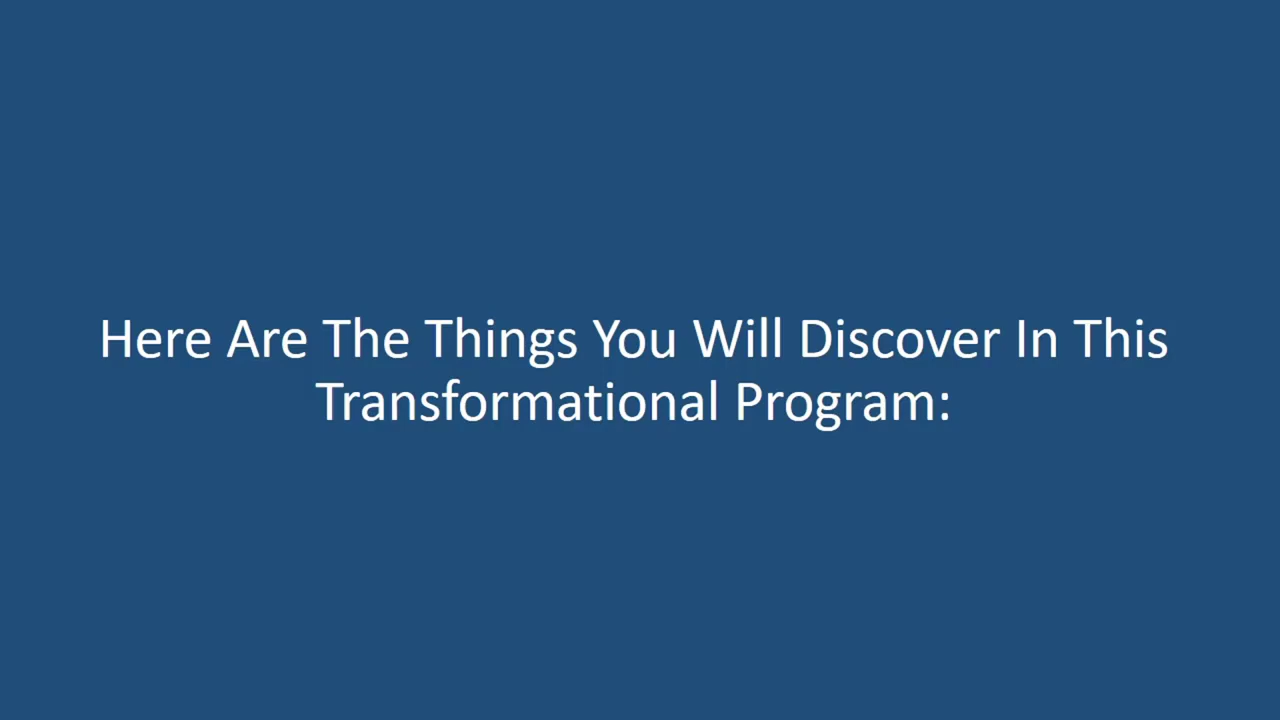 Here Are The Things You Will Discover In This
Transformational Program: